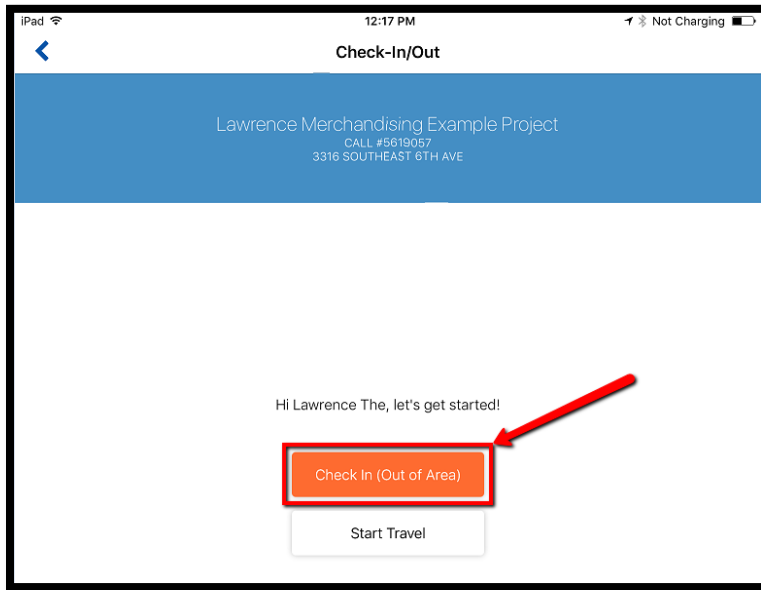 iPad 12:17 PM Not Charging
Check-In/Out
Lawrence Merchandising Example Project
CALL #5619057
3316 SOUTHEAST 6TH AVE
Hi Lawrence The, let's get started!
Check In (Out of Area)
Start Travel